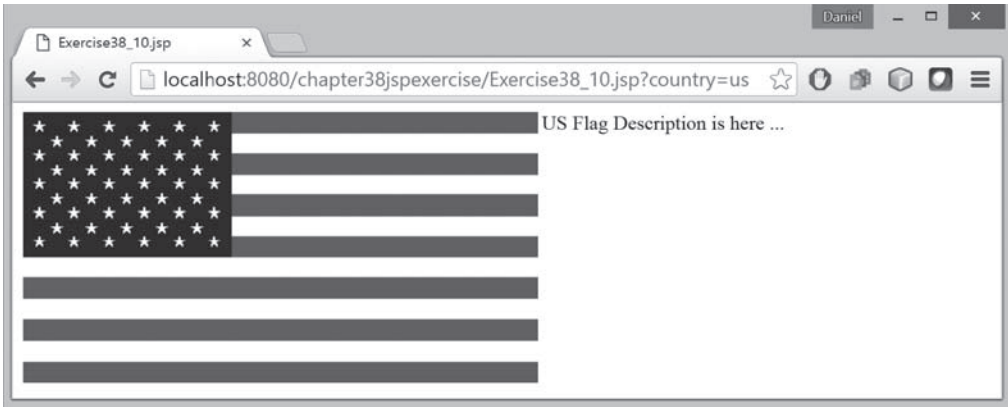 Daniel
Exercise38_10.jsp
localhost:8080/chapter38jspexercise/Exercise38_10.jsp?country=us
US Flag Description is here ...